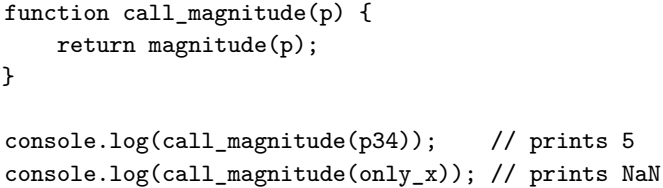 function call_magnitude(p) {
    return magnitude(p);
}
console.log(call_magnitude(p34));    // prints 5
console.log(call_magnitude(only_x)); // prints NaN